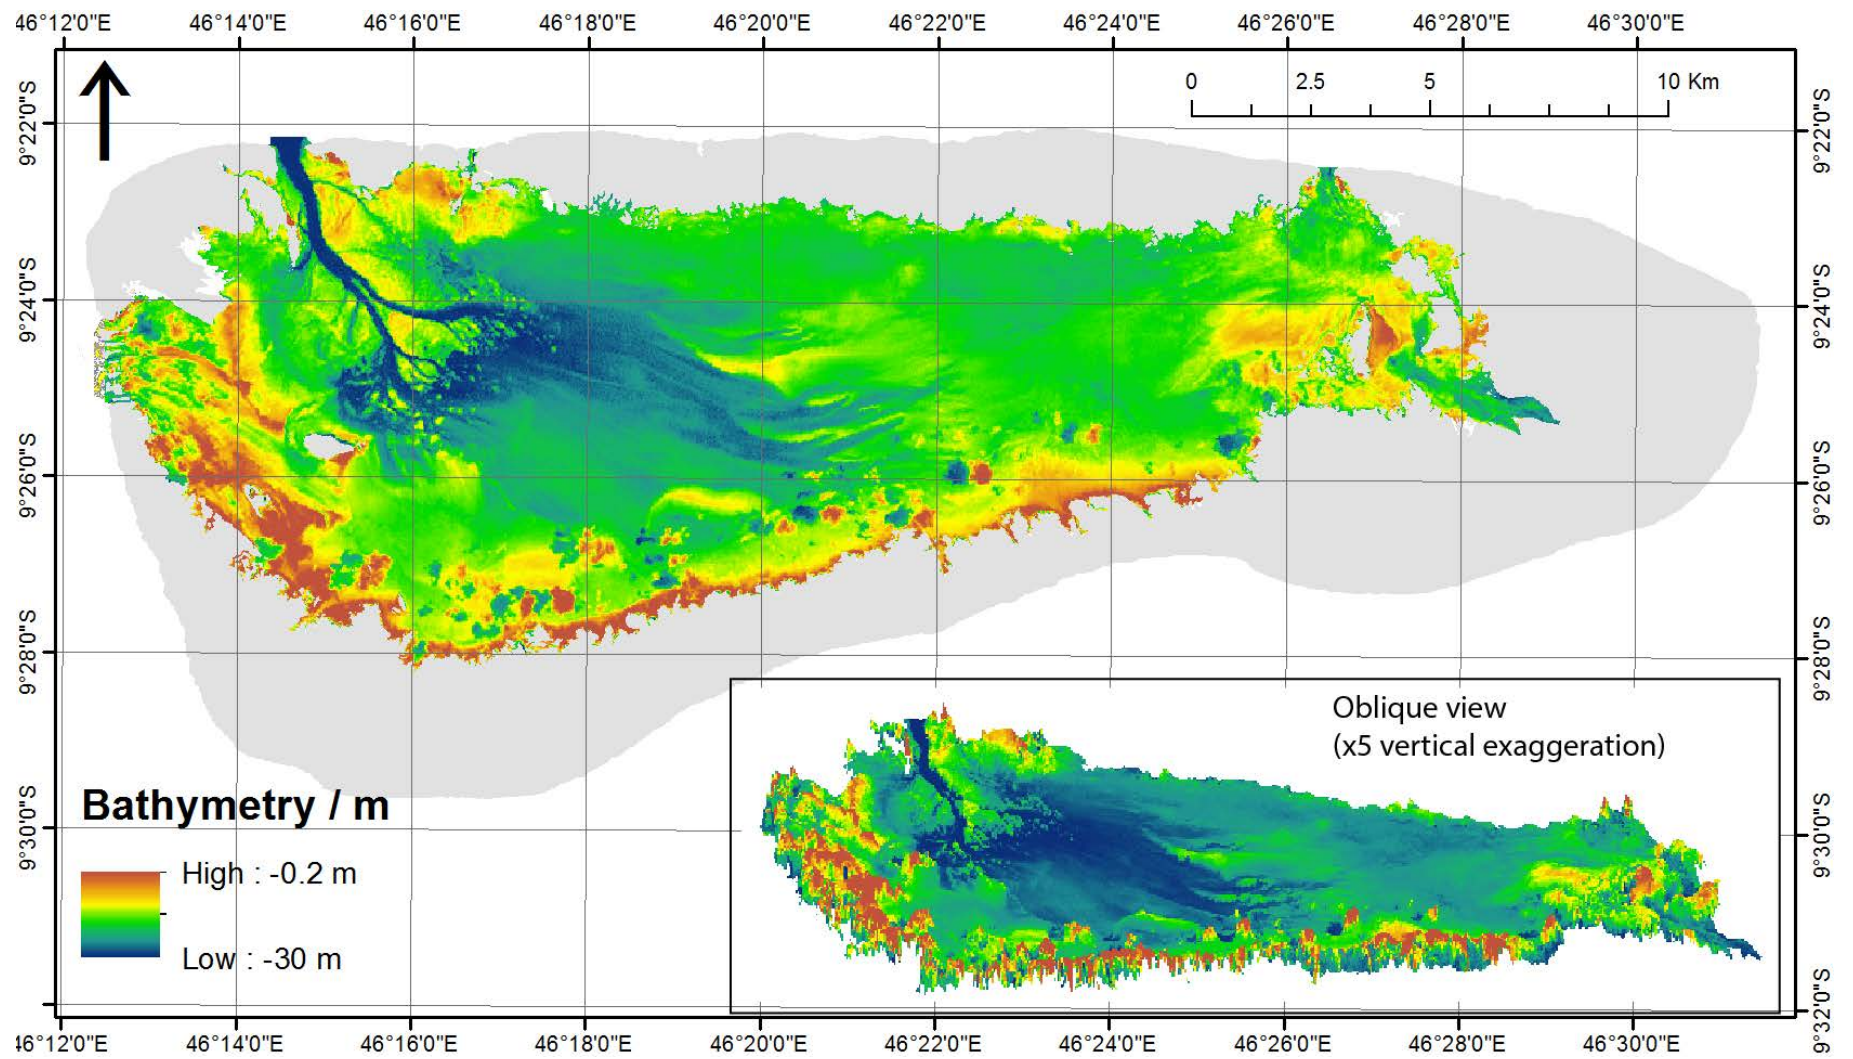 46°12'0"E 46°14'0"E 46°16'0"E 46°18'0"E 46°20'0"E 46°22'0"E 46°24'0"E 46°26'0"E 46°28'0"E 46°30'0"E
0 2.5 5 10 Km
9°22'0"S 9°22'0"S
9°24'0"S 9°24'0"S
9°26'0"S 9°26'0"S
9°28'0"S 9°28'0"S
Oblique view
(x5 vertical exaggeration)
Bathymetry / m
9°30'0"S 9°30'0"S
High : -0.2 m
Low : -30 m
9°32'0"S
46°12'0"E 46°14'0"E 46°16'0"E 46°18'0"E 46°20'0"E 46°22'0"E 46°24'0"E 46°26'0"E 46°28'0"E 46°30'0"E